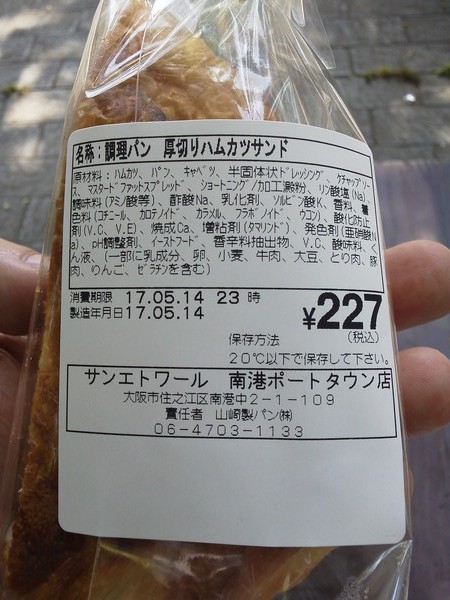 名称：調理パン 厚切りハムカツサンド
原材料：ハムカツ、パン、キャベツ、半固体状ドレッシング、ケチャップソー
ス、マスタードファットスプレッド、ショートニング/加工澱粉、リン酸塩(Na)、
調味料(アミノ酸等)、酢酸Na、乳化剤、ソルビン酸K、香料、着
色料(コチニール、カロテノイド、カラメル、フラボノイド、ウコン)、酸化防止
剤(V.C、V.E)、焼成Ca、増粘剤(タマリンド)、発色剤(亜硝酸N
a)、pH調整剤、イーストフード、香辛料抽出物、V.C、酸味料、く
ん液、(一部に乳成分、卵、小麦、牛肉、大豆、とり肉、豚
肉、りんご、ゼラチンを含む)
消費期限 17.05.14 23時
製造年月日17.05.14
¥227
(税込)
保存方法
20℃以下で保存して下さい。
サンエトワール 南港ポートタウン店
大阪市住之江区南港中2-1-109
責任者 山崎製パン㈱
06-4703-1133